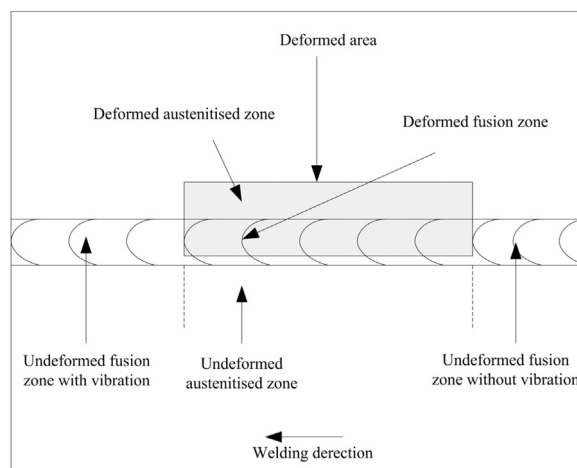 Deformed area
Deformed austenitised zone
Deformed fusion zone
Undeformed fusion
zone with vibration
Undeformed
austenitised zone
Undeformed fusion
zone without vibration
Welding derection